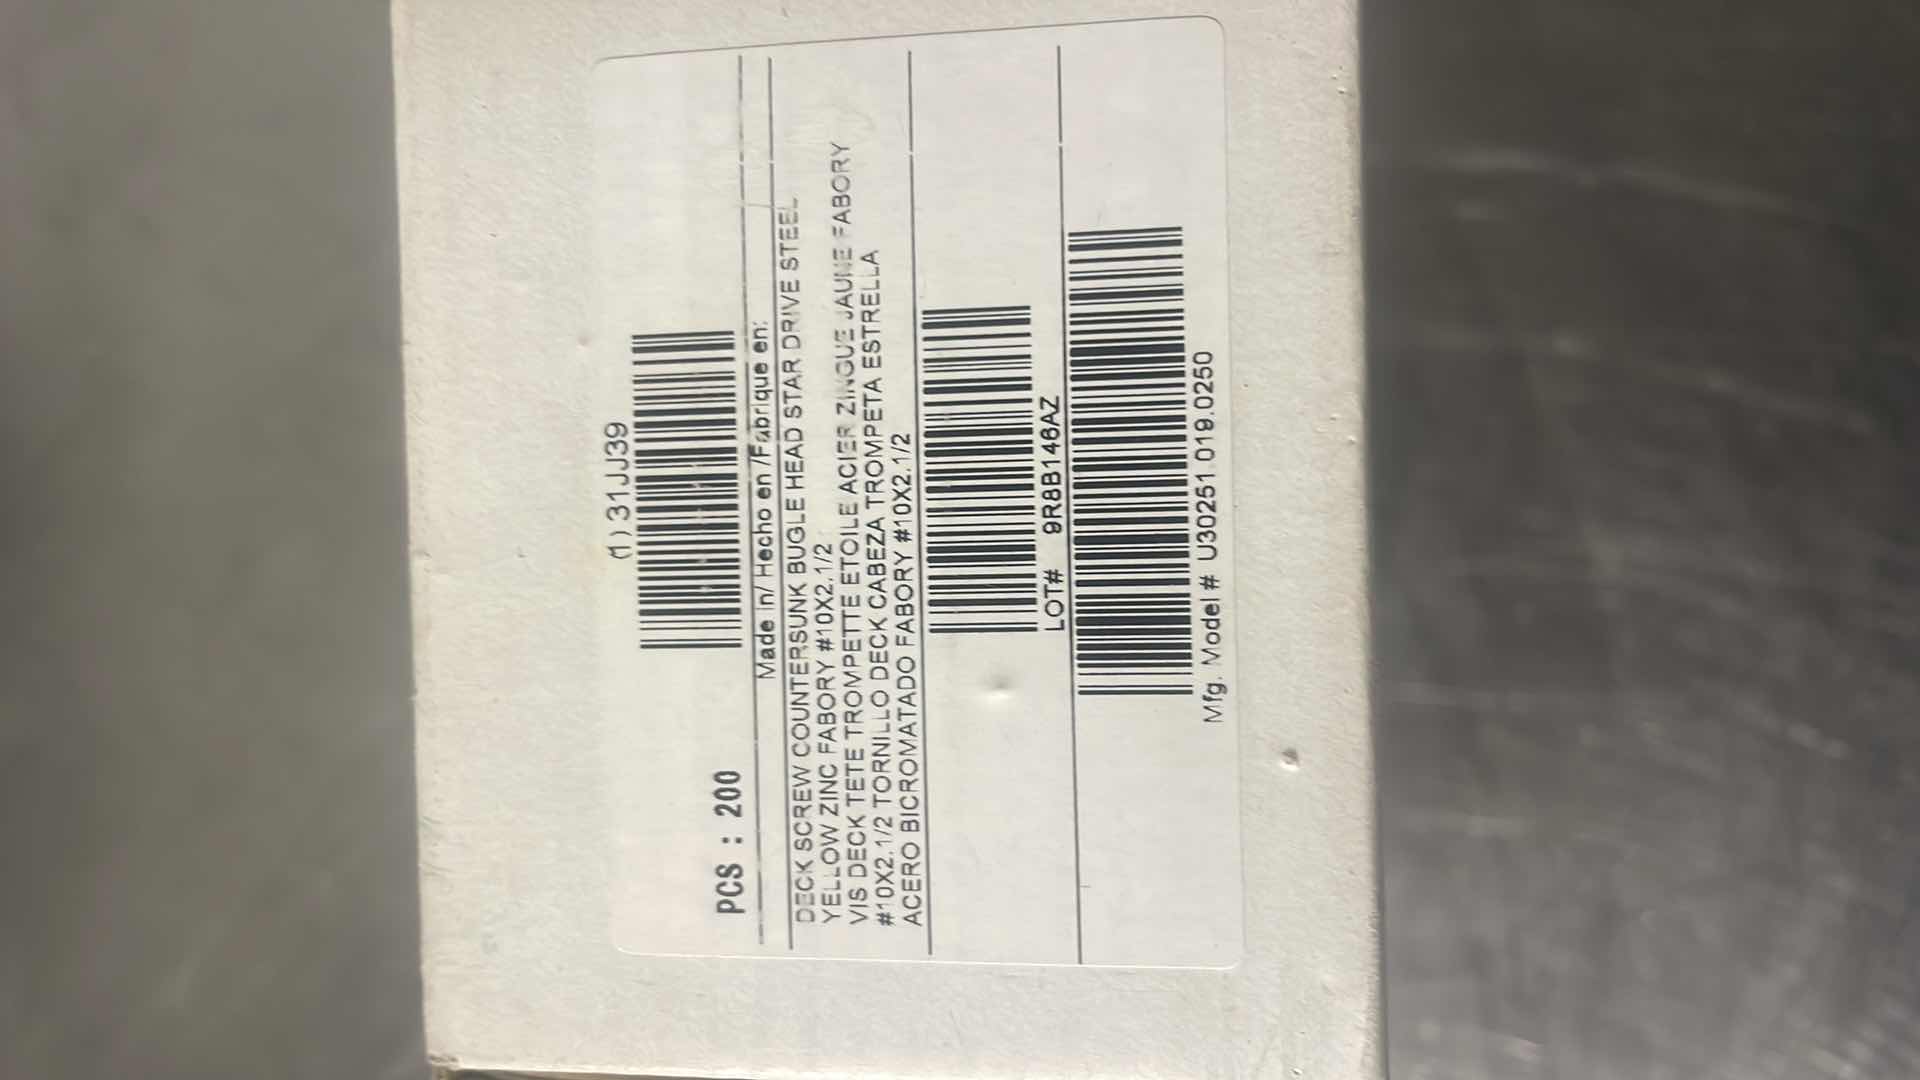 (1)31JJ39
PCS : 200
Made in/ Hecho en /Fabrique en:
DECK SCREW COUNTERSUNK BUGLE HEAD STAR DRIVE STEEL
YELLOW ZINC FABORY #10X2.1/2
VIS DECK TETE TROMPETTE ETOILE ACIER ZINGUE JAUNE FABORY
#10X2.1/2 TORNILLO DECK CABEZA TROMPETA ESTRELLA
ACERO BICROMATADO FABORY #10X2.1/2
LOT# 9R8B146AZ
Mfg. Model # U30251.019.0250